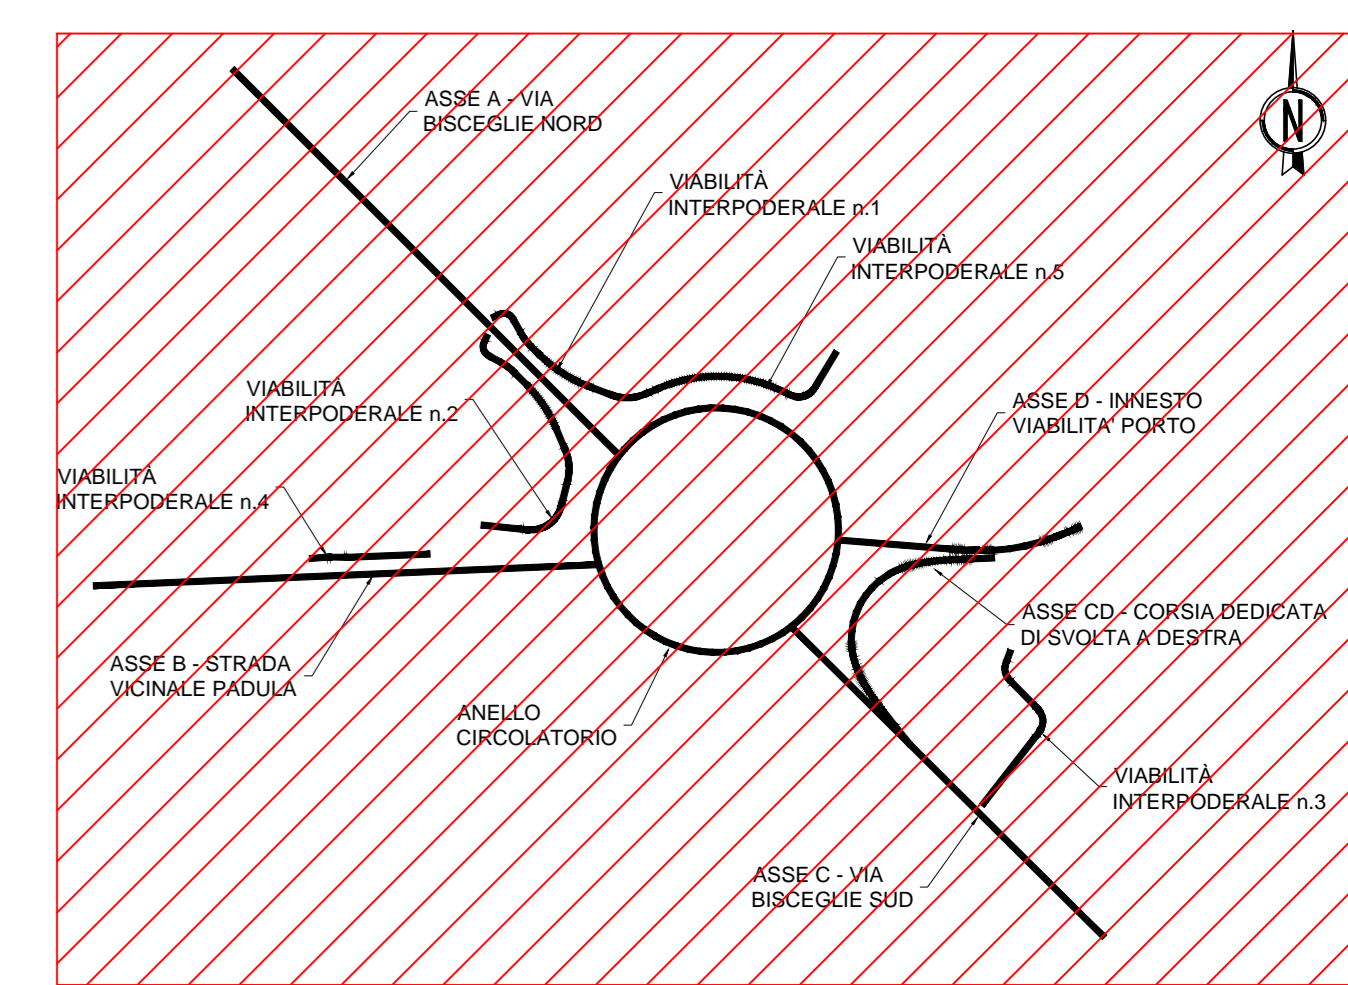 ASSE A - VIA
BISCEGLIE NORD
N
VIABILITÀ
INTERPODERALE n.1
VIABILITÀ
INTERPODERALE n.5
VIABILITÀ
INTERPODERALE n.2
ASSE D - INNESTO
VIABILITA' PORTO
VIABILITÀ
INTERPODERALE n.4
ASSE CD - CORSIA DEDICATA
DI SVOLTA A DESTRA
ASSE B - STRADA
VICINALE PADULA
ANELLO
CIRCOLATORIO
VIABILITÀ
INTERPODERALE n.3
ASSE C - VIA
BISCEGLIE SUD